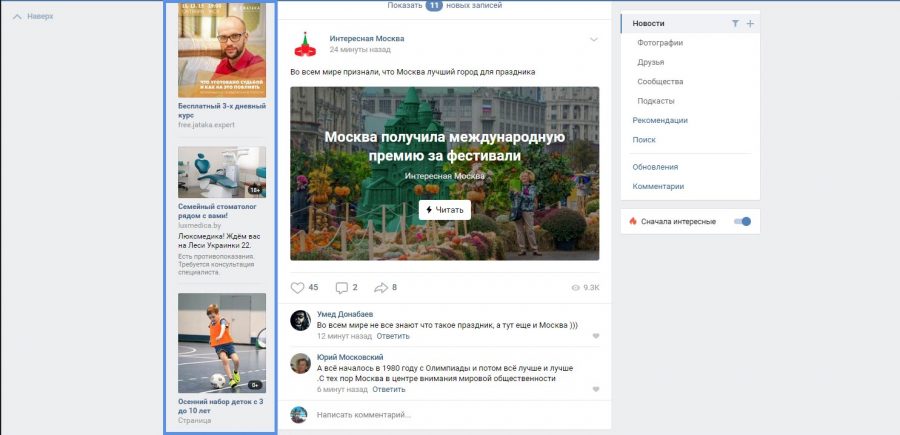 Наверх
15.12.13 19:00
САТТВА
ЧТО УГОТОВАНО СУДЬБОЙ
И КАК НА ЭТО ПОВЛИЯТЬ
Бесплатный 3-х дневный
курс
free.jataka.expert
18+
Семейный стоматолог
рядом с вами!
luxmedica.by
Люксмедика! Ждём вас
на Леси Украинки 22.
Есть противопоказания.
Требуется консультация
специалиста.
0+
Осенний набор деток с 3
до 10 лет
Страница
Показать 11 новых записей
Интересная Москва
24 минуты назад
Во всем мире признали, что Москва лучший город для праздника
Москва получила международную
премию за фестивали
Интересная Москва
Читать
45 2 8 9.3K
Умед Донабаев
Во всем мире не все знают что такое праздник, а тут еще и Москва )))
12 минут назад Ответить
Юрий Московский
А всё началось в 1980 году с Олимпиады и потом всё лучше и лучше
.С тех пор Москва в центре внимания мировой общественности
6 минут назад Ответить
Написать комментарий...
Новости
Фотографии
Друзья
Сообщества
Подкасты
Рекомендации
Поиск
Обновления
Комментарии
Сначала интересные